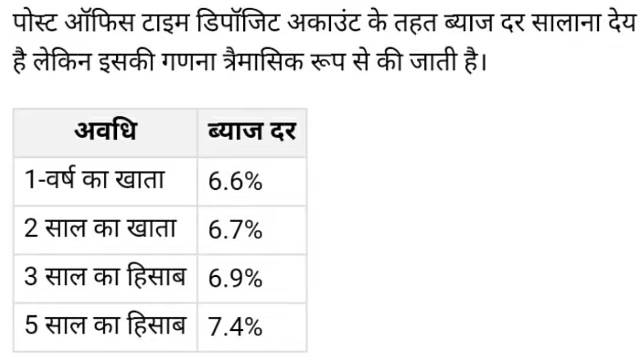 पोस्ट ऑफिस टाइम डिपॉजिट अकाउंट के तहत ब्याज दर सालाना देय
है लेकिन इसकी गणना त्रैमासिक रूप से की जाती है।
अवधि ब्याज दर
1-वर्ष का खाता 6.6%
2 साल का खाता 6.7%
3 साल का हिसाब 6.9%
5 साल का हिसाब 7.4%